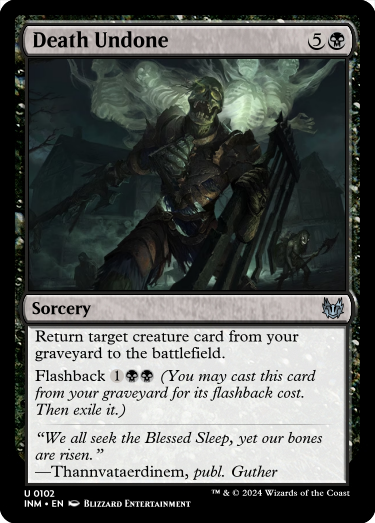 Death Undone 5
Sorcery
Return target creature card from your
graveyard to the battlefield.
Flashback 1 (You may cast this card
from your graveyard for its flashback cost.
Then exile it.)
“We all seek the Blessed Sleep, yet our bones
are risen.”
—Thannvataerdinem, publ. Guther
U 0102 ™ & © 2024 Wizards of the Coast
INM • EN Blizzard Entertainment